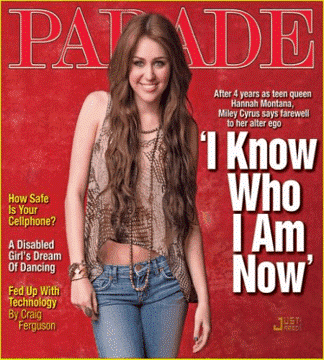 PARADE
After 4 years as teen queen
Hannah Montana,
Miley Cyrus says farewell
to her alter ego
'I Know
Who
I Am
Now'
How Safe
Is Your
Cellphone?
A Disabled
Girl's Dream
Of Dancing
Fed Up With
Technology
By Craig
Ferguson
JUST
JARED